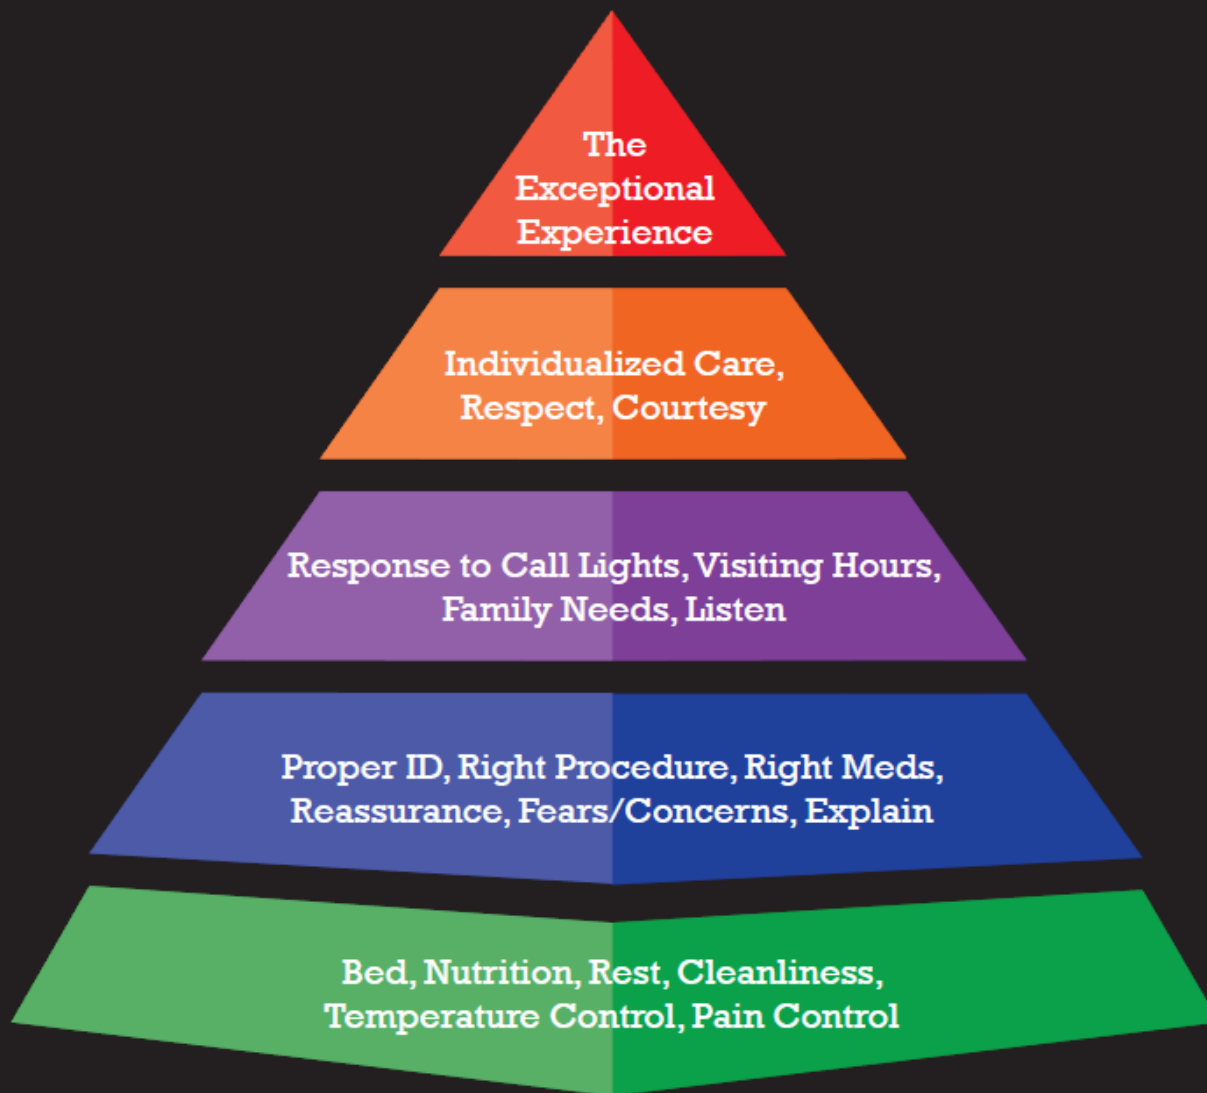 The
Exceptional
Experience
Individualized Care,
Respect, Courtesy
Response to Call Lights, Visiting Hours,
Family Needs, Listen
Proper ID, Right Procedure, Right Meds,
Reassurance, Fears/Concerns, Explain
Bed, Nutrition, Rest, Cleanliness,
Temperature Control, Pain Control